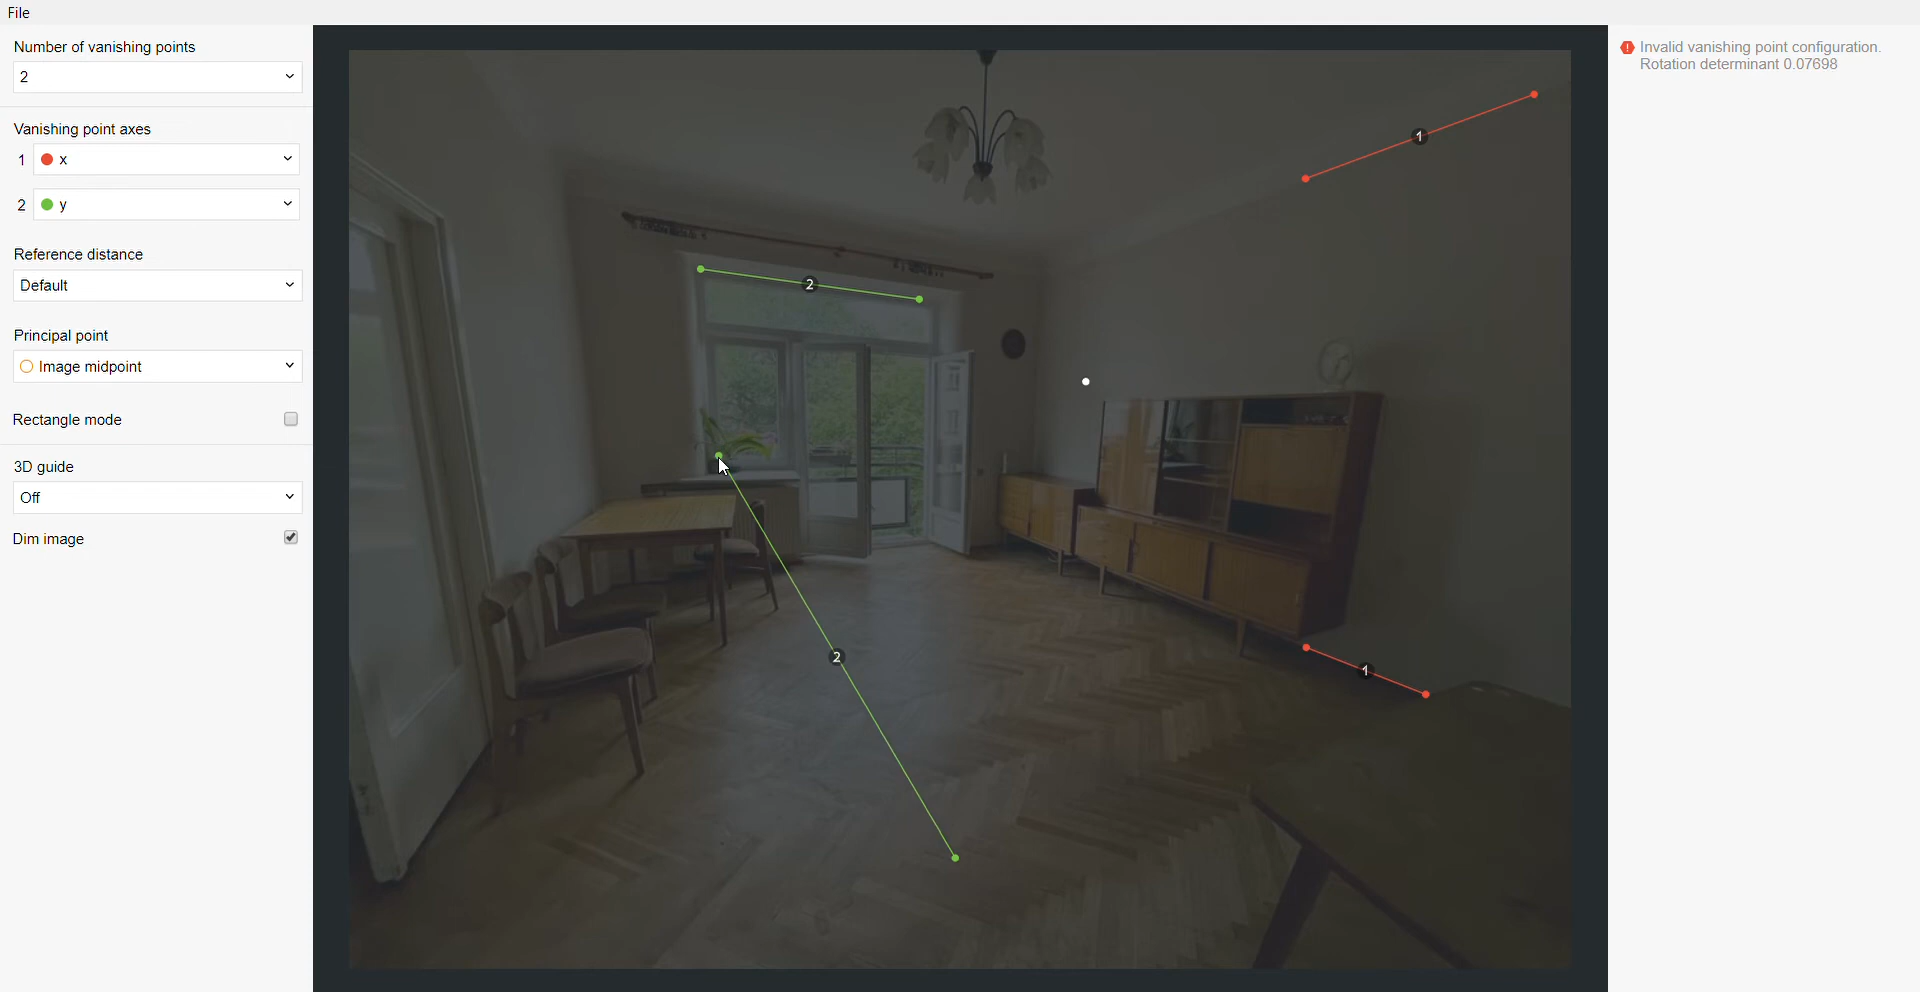 File
Number of vanishing points
2
Vanishing point axes
1 x
2 y
Reference distance
Default
Principal point
Image midpoint
Rectangle mode
3D guide
Off
Dim image
1
2
2
1
Invalid vanishing point configuration.
Rotation determinant 0.07698